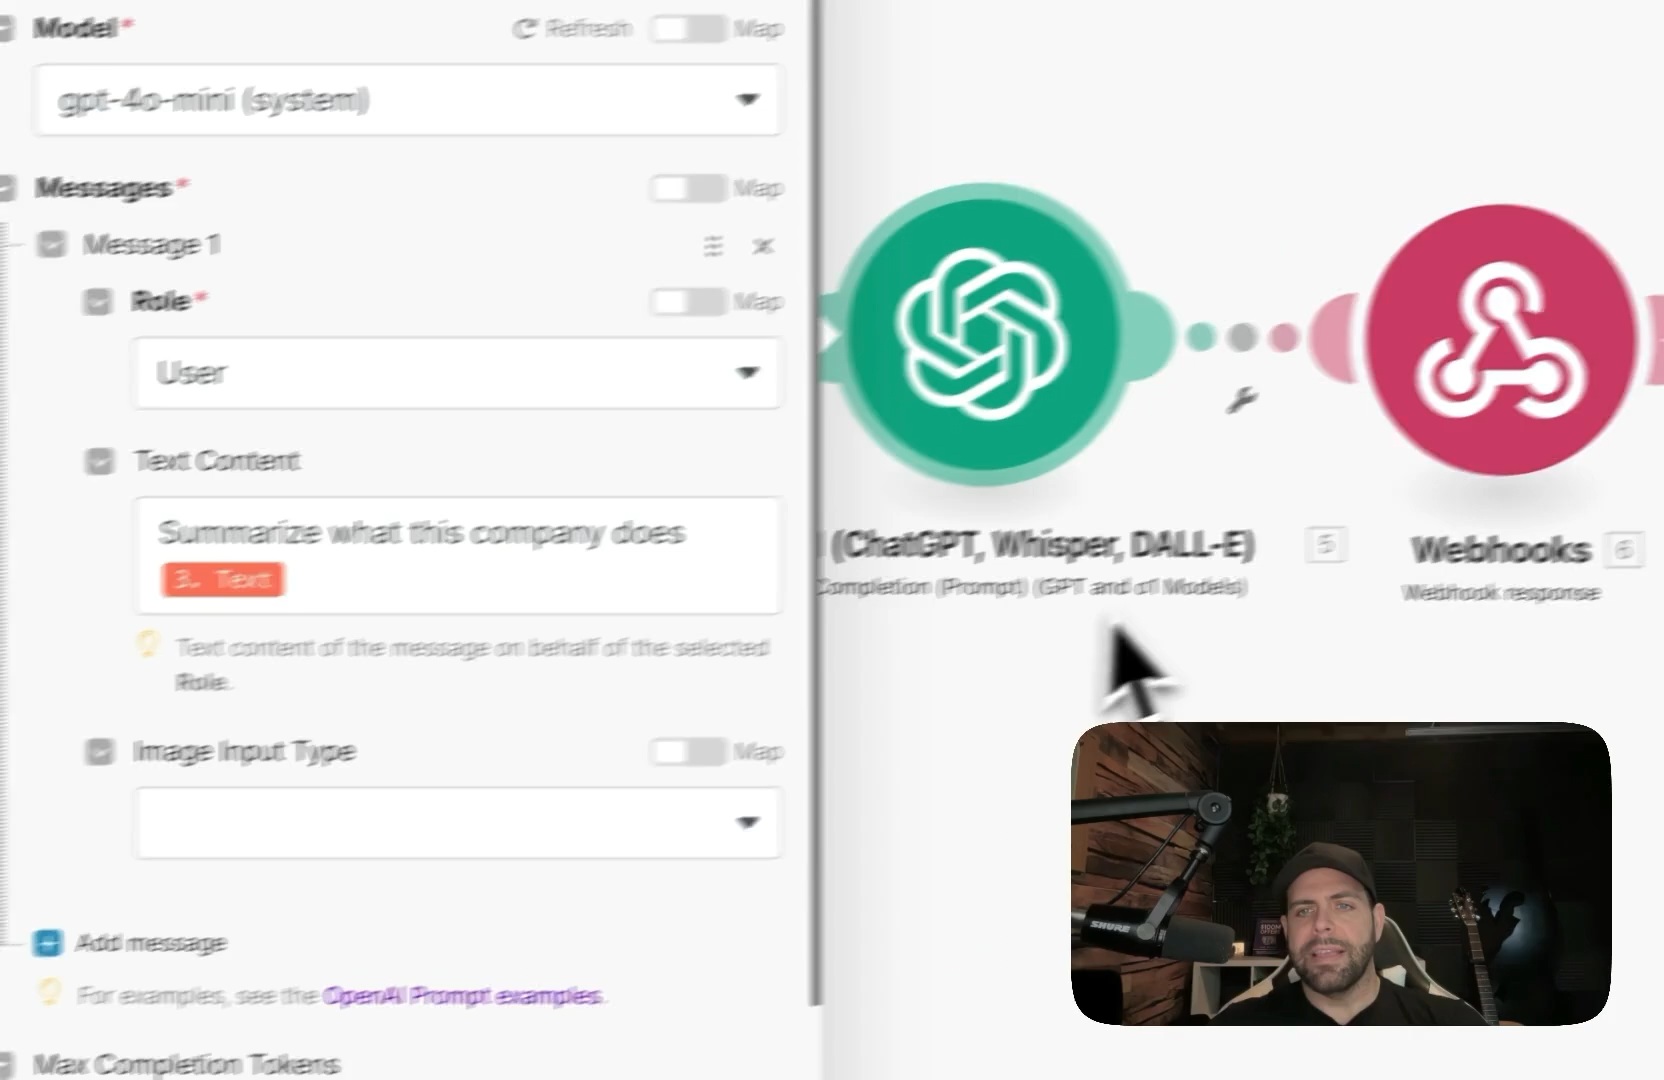 Model*
Refresh
Map
gpt-4o-mini (system)
Messages*
Map
Message 1
Role*
Map
User
Text Content
Summarize what this company does
3. Text
Text content of the message on behalf of the selected
Role.
Image Input Type
Map
Add message
For examples, see the OpenAI Prompt examples.
Max Completion Tokens
(ChatGPT, Whisper, DALL-E)
5
Completion (Prompt) (GPT and o1 Models)
Webhooks
6
Webhook response
SHURE